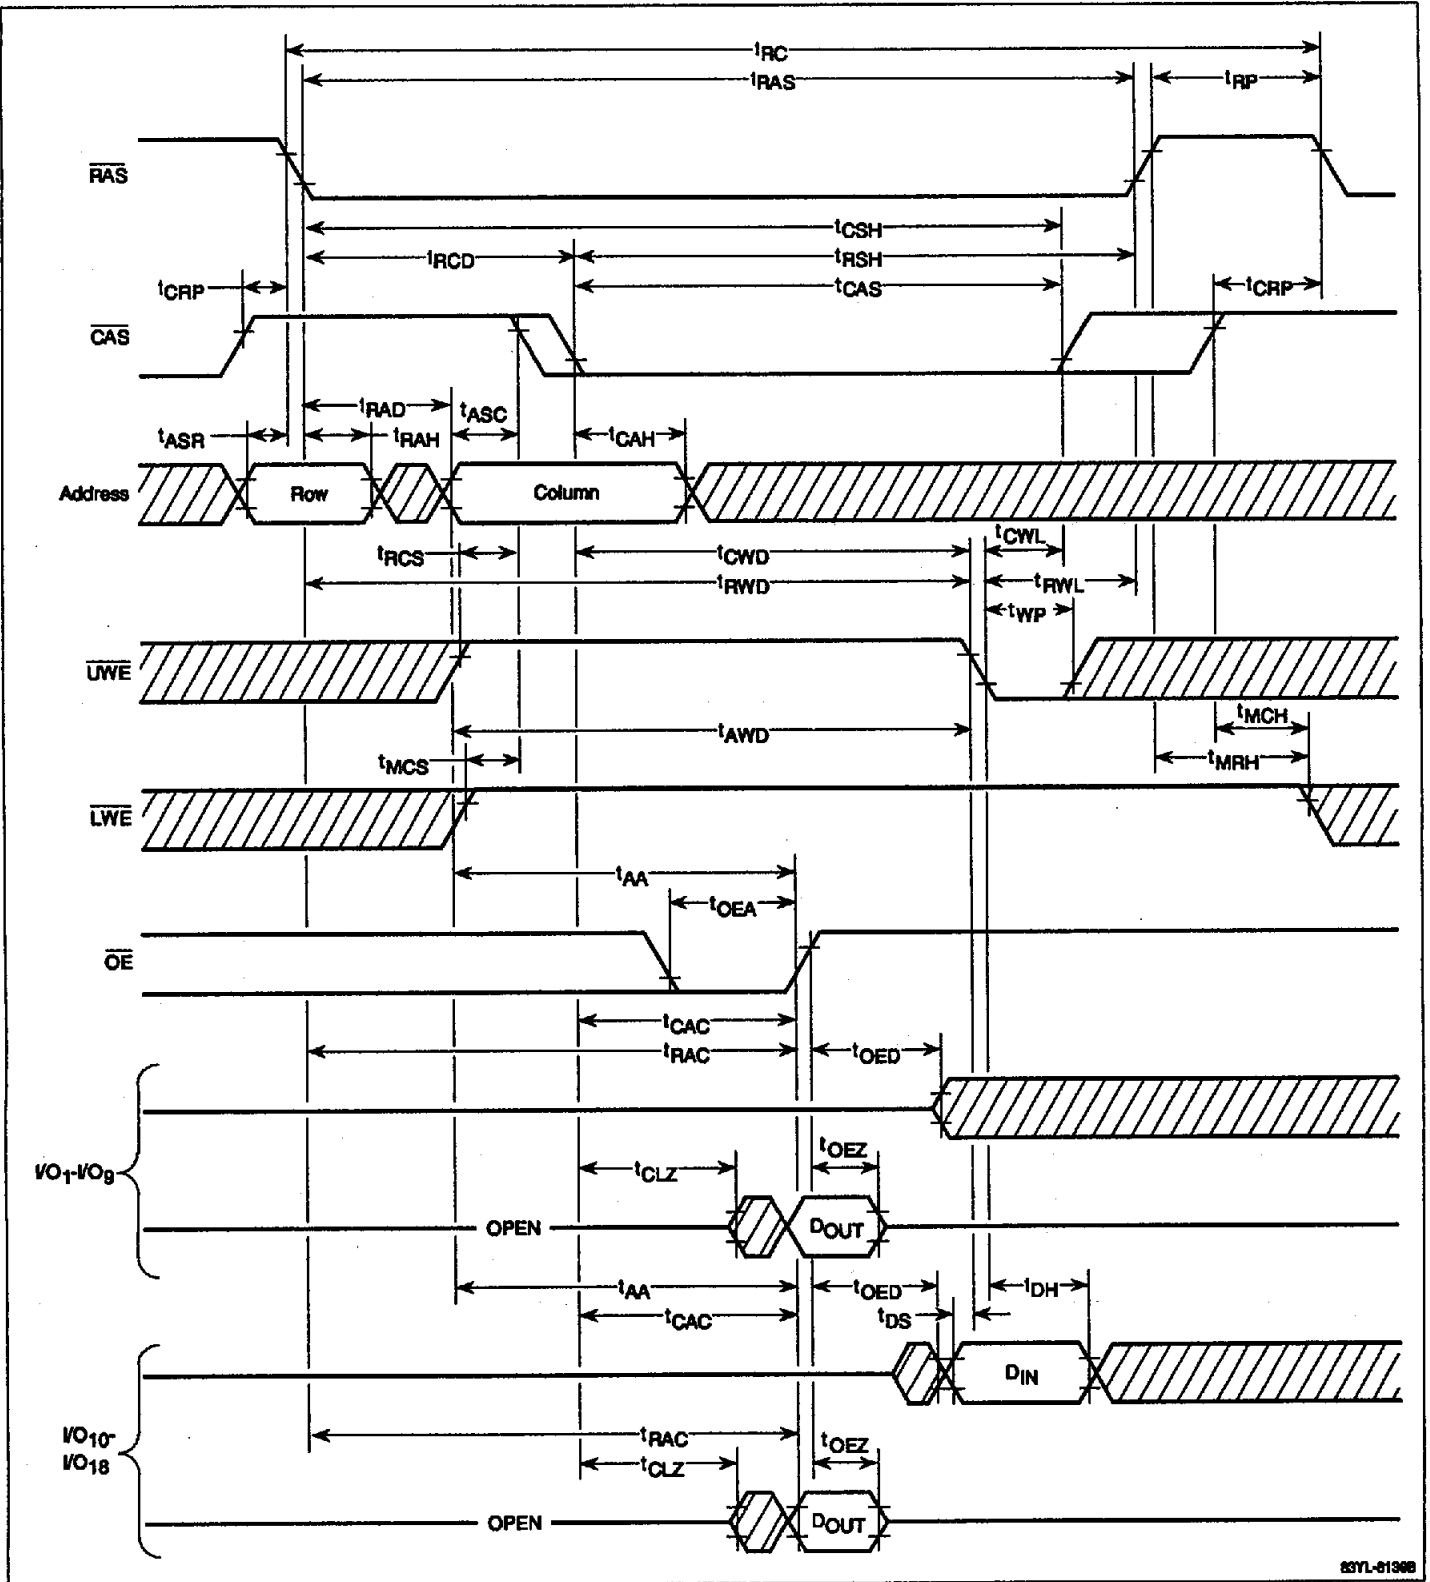 tRC
tRAS
tRP
RAS
tCSH
tRCD
tRSH
tCRP
tCAS
tCRP
CAS
tRAD
tASC
tASR
tRAH
tCAH
Address
Row
Column
tRCS
tCWD
tCWL
tRWD
tRWL
tWP
UWE
tMCH
tAWD
tMCS
tMRH
LWE
tAA
tOEA
OE
tCAC
tRAC
tOED
I/O1-I/O9
tOEZ
tCLZ
OPEN
DOUT
tAA
tOED
tDH
tCAC
tDS
DIN
I/O10-
I/O18
tRAC
tOEZ
tCLZ
OPEN
DOUT
83YL-6139B